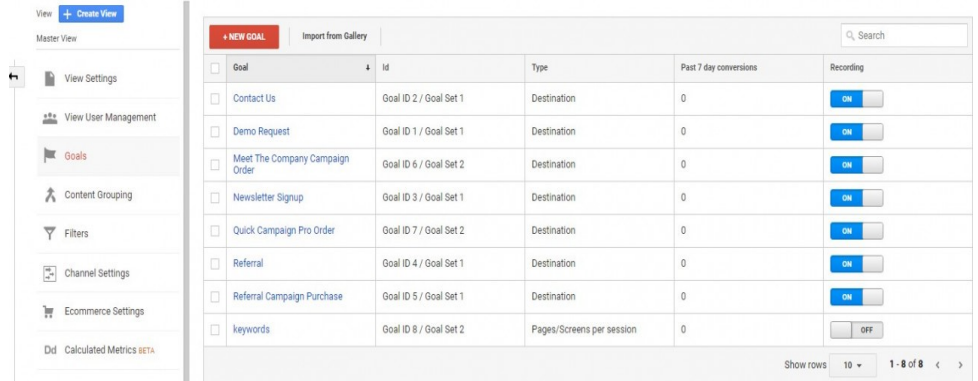 View + Create View
Master View
View Settings
View User Management
Goals
Content Grouping
Filters
Channel Settings
Ecommerce Settings
Dd Calculated Metrics BETA
+ NEW GOAL Import from Gallery Search
Goal Id Type Past 7 day conversions Recording
Contact Us Goal ID 2 / Goal Set 1 Destination 0 ON
Demo Request Goal ID 1 / Goal Set 1 Destination 0 ON
Meet The Company Campaign
Order Goal ID 6 / Goal Set 2 Destination 0 ON
Newsletter Signup Goal ID 3 / Goal Set 1 Destination 0 ON
Quick Campaign Pro Order Goal ID 7 / Goal Set 2 Destination 0 ON
Referral Goal ID 4 / Goal Set 1 Destination 0 ON
Referral Campaign Purchase Goal ID 5 / Goal Set 1 Destination 0 ON
keywords Goal ID 8 / Goal Set 2 Pages/Screens per session 0 OFF
Show rows 10 1 - 8 of 8